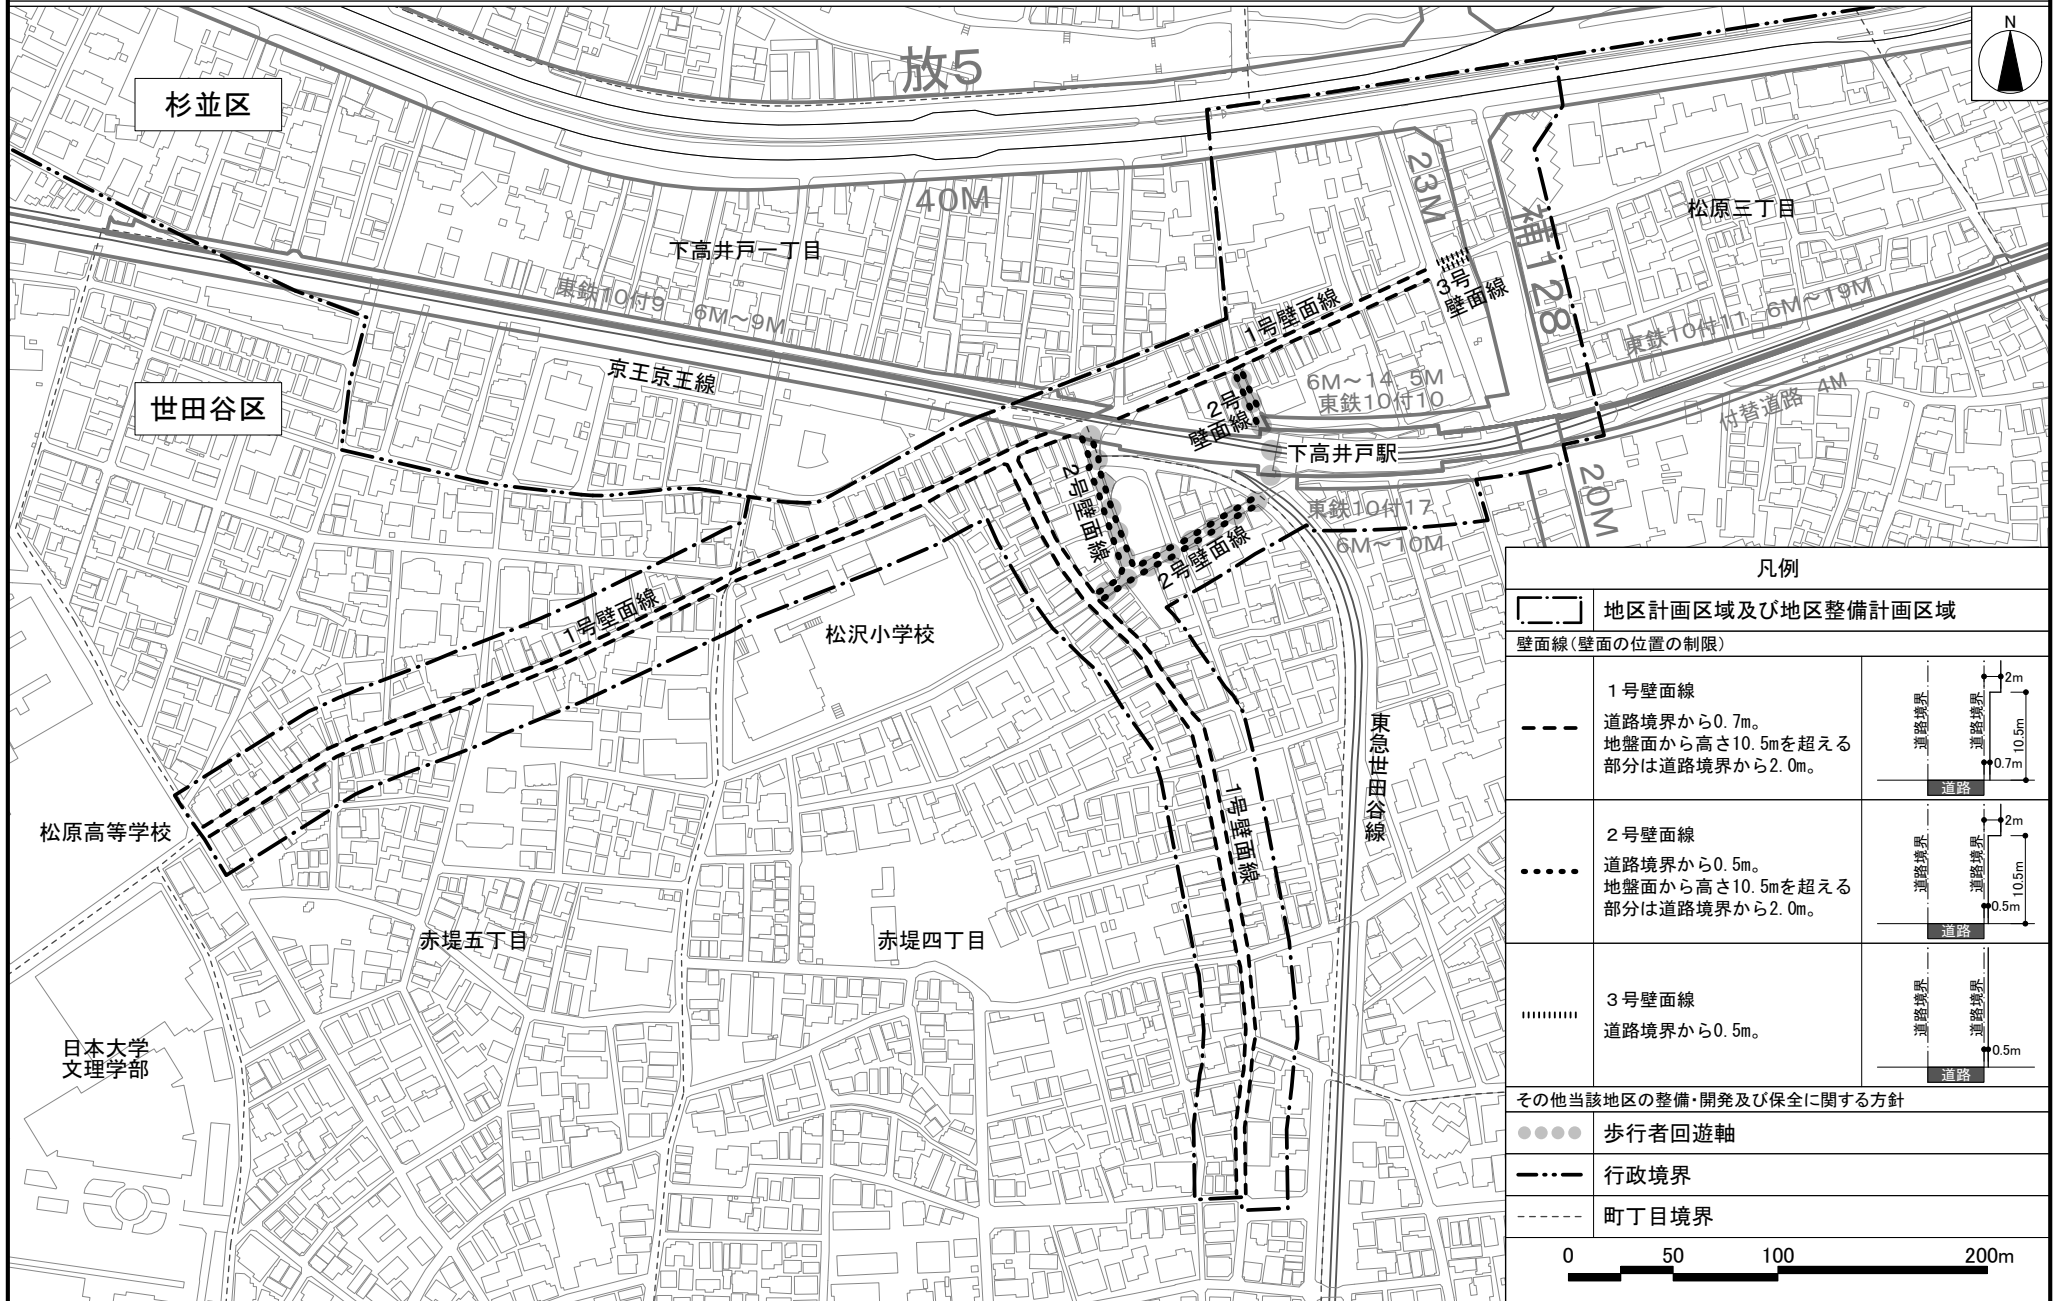 N
放5
杉並区
40M
23M
松原三丁目
補128
下高井戸一丁目
東鉄10付9 6M～9M
3号
壁面線
1号壁面線
東鉄10付11 6M～19M
京王京王線
世田谷区
6M～14.5M
東鉄10付10
付替道路 4M
2号
壁面線
下高井戸駅
2号壁面線
20M
東鉄10付17
6M～10M
2号壁面線
1号壁面線
松沢小学校
東急世田谷線
1号壁面線
松原高等学校
赤堤五丁目
赤堤四丁目
日本大学
文理学部
凡例
地区計画区域及び地区整備計画区域
壁面線(壁面の位置の制限)
1号壁面線
道路境界から0.7m。
地盤面から高さ10.5mを超える
部分は道路境界から2.0m。
道路境界
道路境界
2m
10.5m
0.7m
道路
2号壁面線
道路境界から0.5m。
地盤面から高さ10.5mを超える
部分は道路境界から2.0m。
道路境界
道路境界
2m
10.5m
0.5m
道路
3号壁面線
道路境界から0.5m。
道路境界
道路境界
0.5m
道路
その他当該地区の整備・開発及び保全に関する方針
歩行者回遊軸
行政境界
町丁目境界
0 50 100 200m